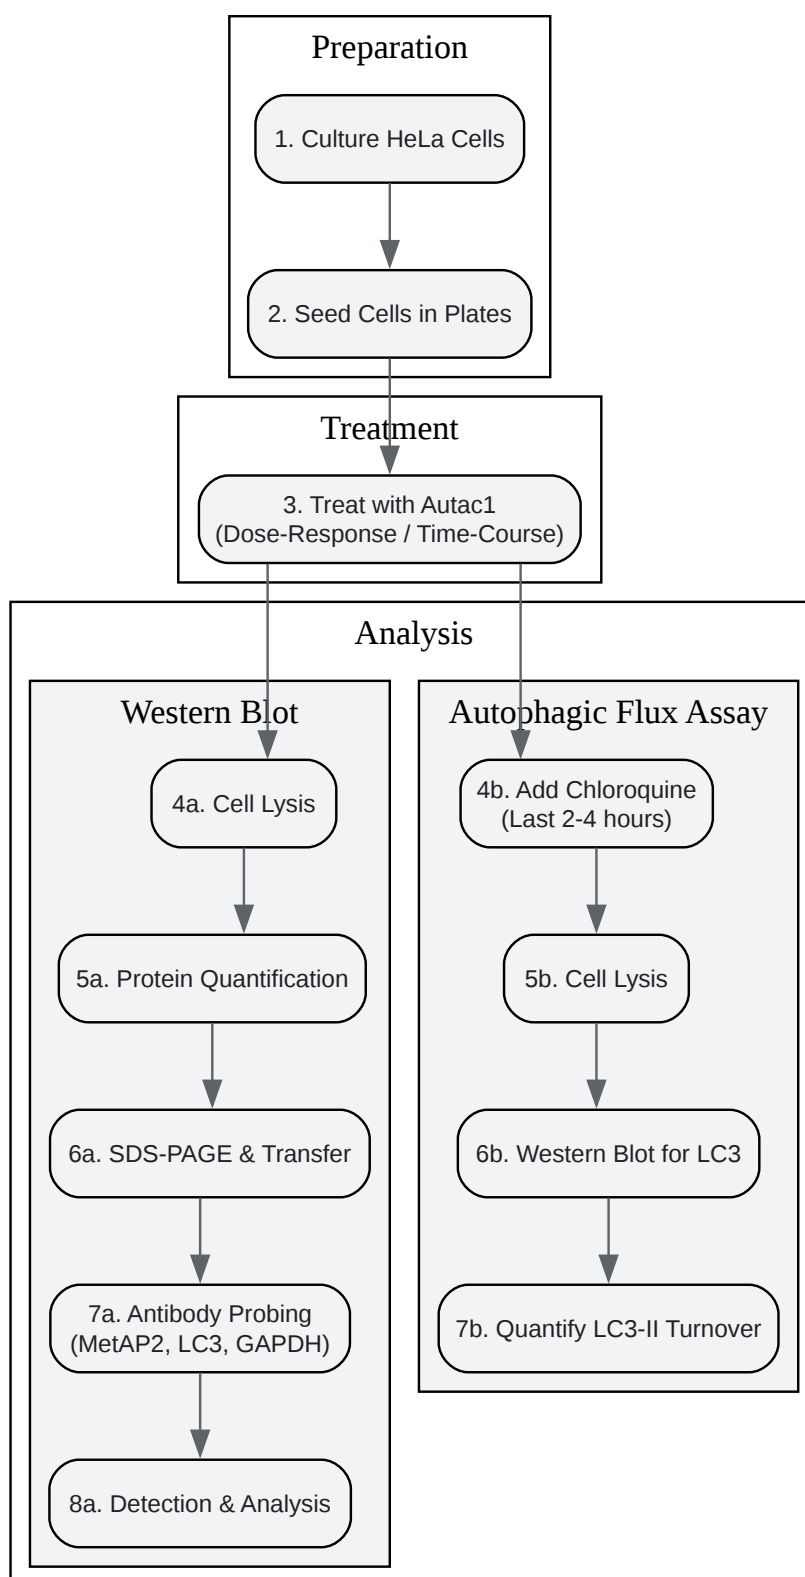 Preparation
1. Culture HeLa Cells
2. Seed Cells in Plates
Treatment
3. Treat with Autac1
(Dose-Response / Time-Course)
Analysis
Western Blot
4a. Cell Lysis
5a. Protein Quantification
6a. SDS-PAGE & Transfer
7a. Antibody Probing
(MetAP2, LC3, GAPDH)
8a. Detection & Analysis
Autophagic Flux Assay
4b. Add Chloroquine
(Last 2-4 hours)
5b. Cell Lysis
6b. Western Blot for LC3
7b. Quantify LC3-II Turnover